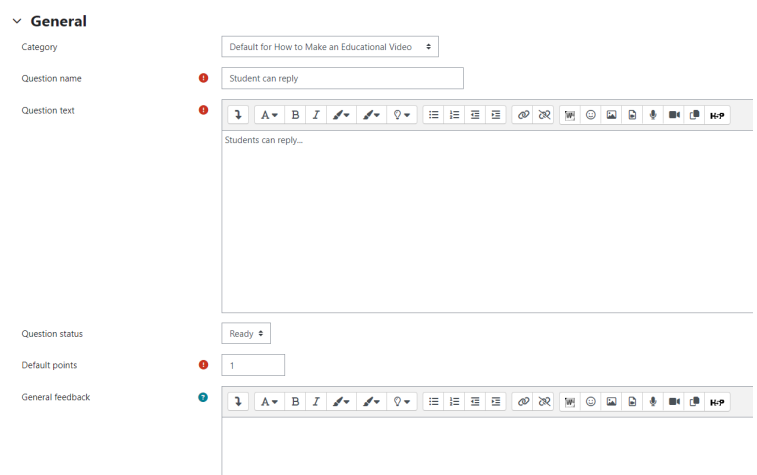 General
Category
Default for How to Make an Educational Video
Question name
Student can reply
Question text
A B I
Students can reply...
Question status
Ready
Default points
1
General feedback
A B I